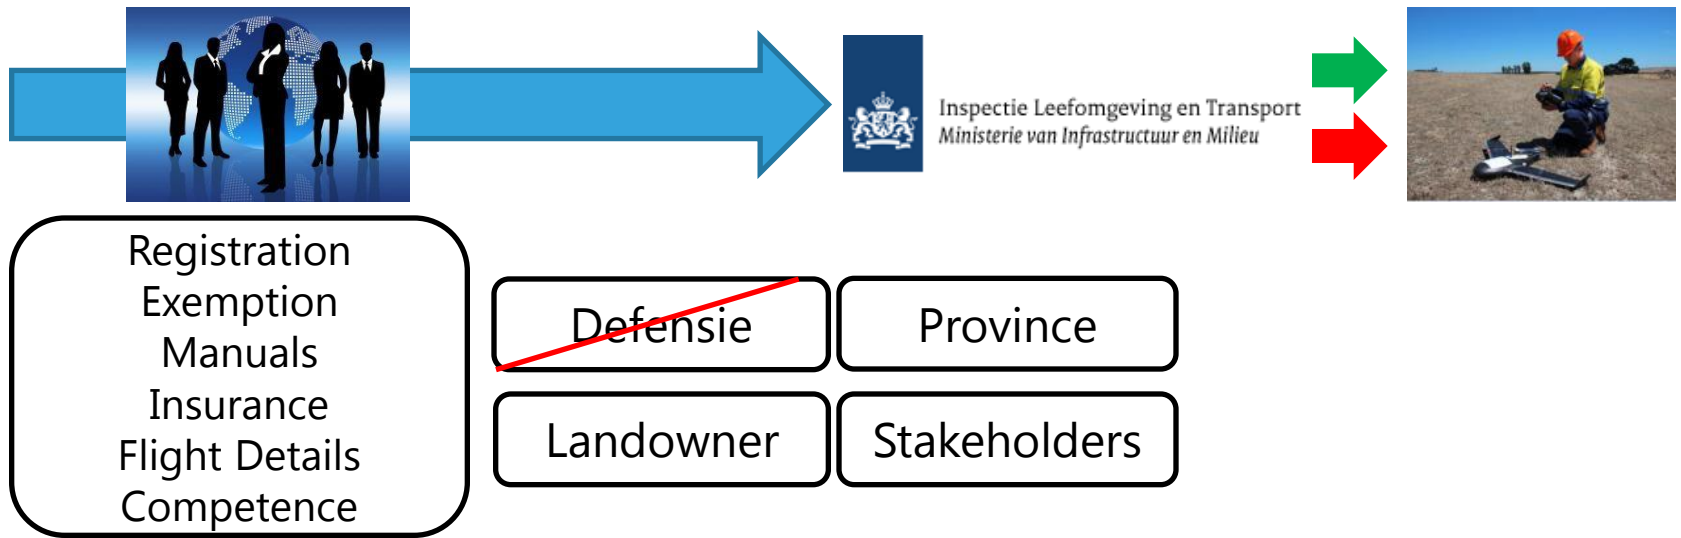 Inspectie Leefomgeving en Transport
Ministerie van Infrastructuur en Milieu
Registration
Exemption
Manuals
Insurance
Flight Details
Competence
Defensie
Province
Landowner
Stakeholders